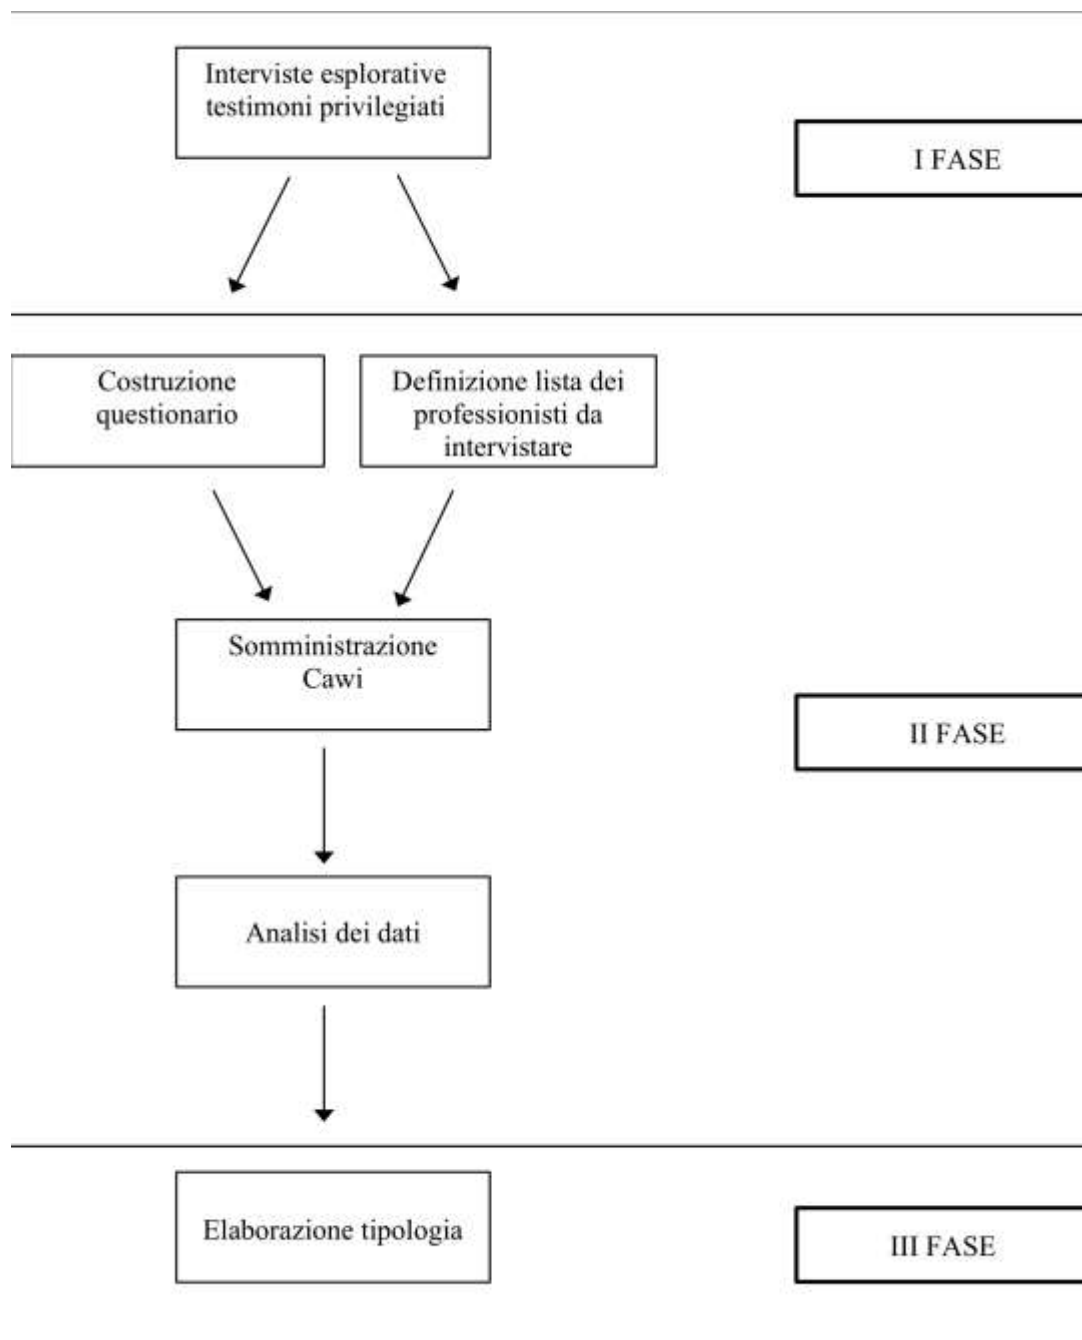 Interviste esplorative
testimoni privilegiati
I FASE
Costruzione
questionario
Definizione lista dei
professionisti da
intervistare
Somministrazione
Cawi
II FASE
Analisi dei dati
Elaborazione tipologia
III FASE